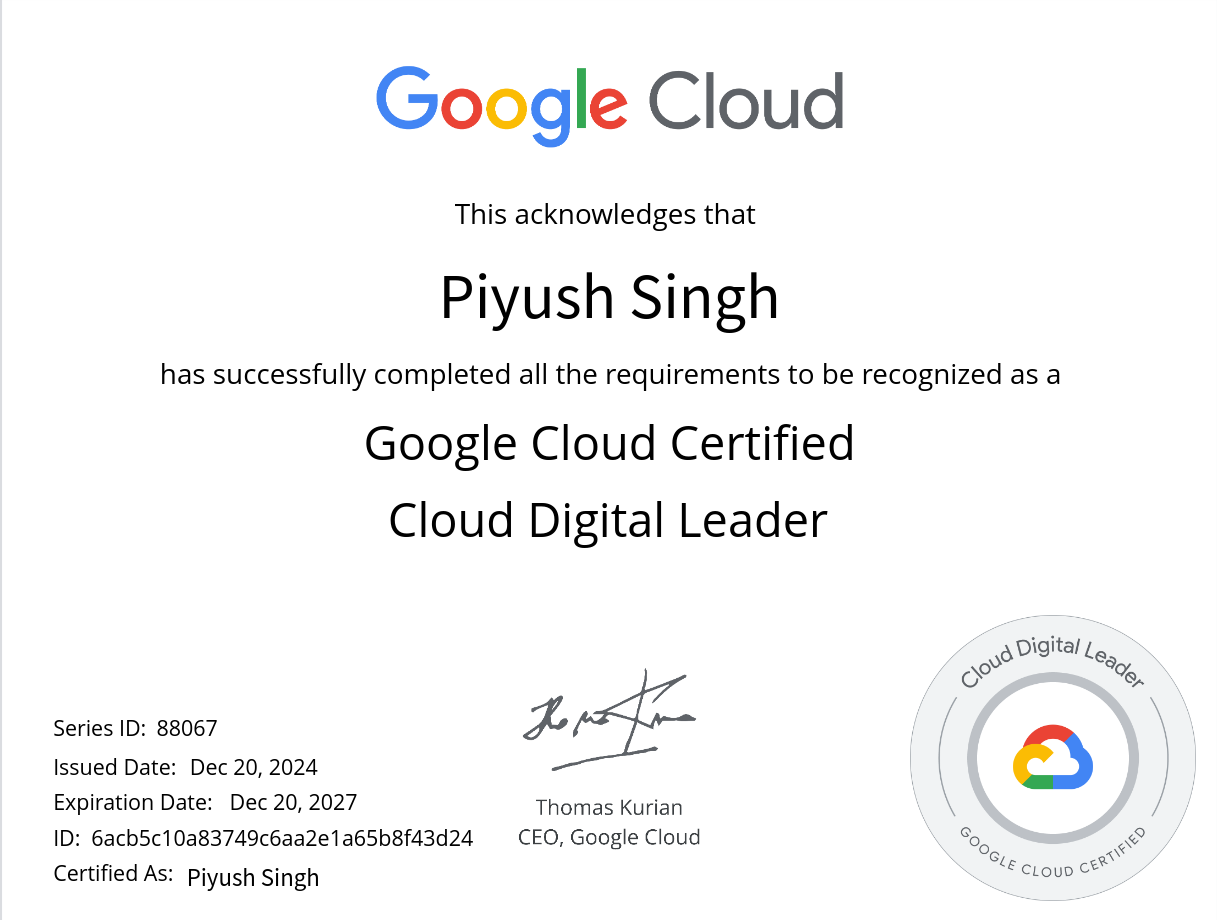 Google Cloud
This acknowledges that
Piyush Singh
has successfully completed all the requirements to be recognized as a
Google Cloud Certified
Cloud Digital Leader
Series ID: 88067
Issued Date: Dec 20, 2024
Expiration Date: Dec 20, 2027
ID: 6acb5c10a83749c6aa2e1a65b8f43d24
Certified As: Piyush Singh
Thomas Kurian
CEO, Google Cloud
Cloud Digital Leader
GOOGLE CLOUD CERTIFIED